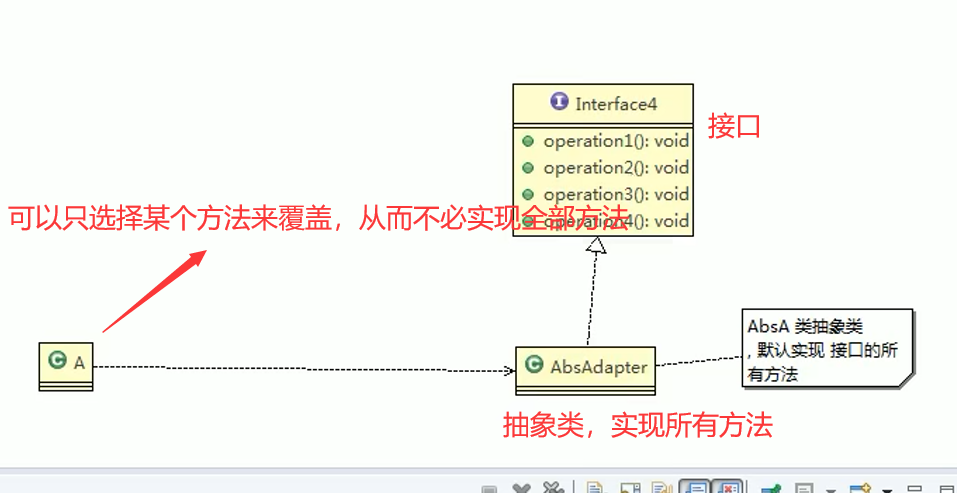 Interface4
接口
operation1(): void
operation2(): void
operation3(): void
operation4(): void
可以只选择某个方法来覆盖，从而不必实现全部方法
A
AbsAdapter
AbsA 类抽象类
, 默认实现 接口的所
有方法
抽象类，实现所有方法